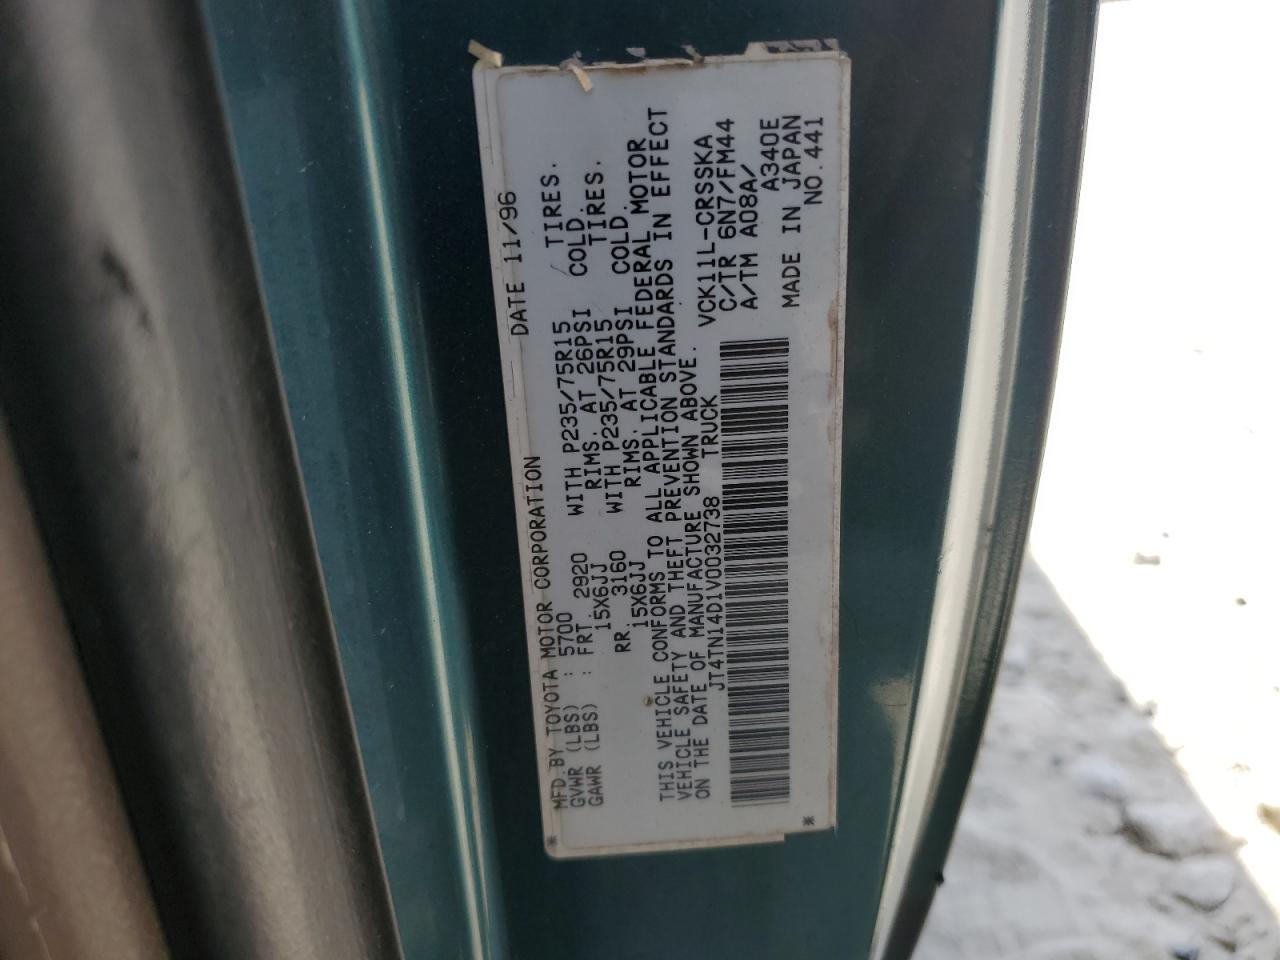 MFD.BY TOYOTA MOTOR CORPORATION DATE 11/96
GVWR (LBS) : 5700
GAWR (LBS) : FRT. 2920 WITH P235/75R15 TIRES.
15X6JJ RIMS. AT 26PSI COLD.
RR. 3160 WITH P235/75R15 TIRES.
15X6JJ RIMS. AT 29PSI COLD.
THIS VEHICLE CONFORMS TO ALL APPLICABLE FEDERAL MOTOR
VEHICLE SAFETY AND THEFT PREVENTION STANDARDS IN EFFECT
ON THE DATE OF MANUFACTURE SHOWN ABOVE.
JT4TN14D1V0032738 TRUCK
VCK11L-CRSSKA
C/TR 6N7/FM44
A/TM A08A/
A340E
MADE IN JAPAN
NO.441
* *